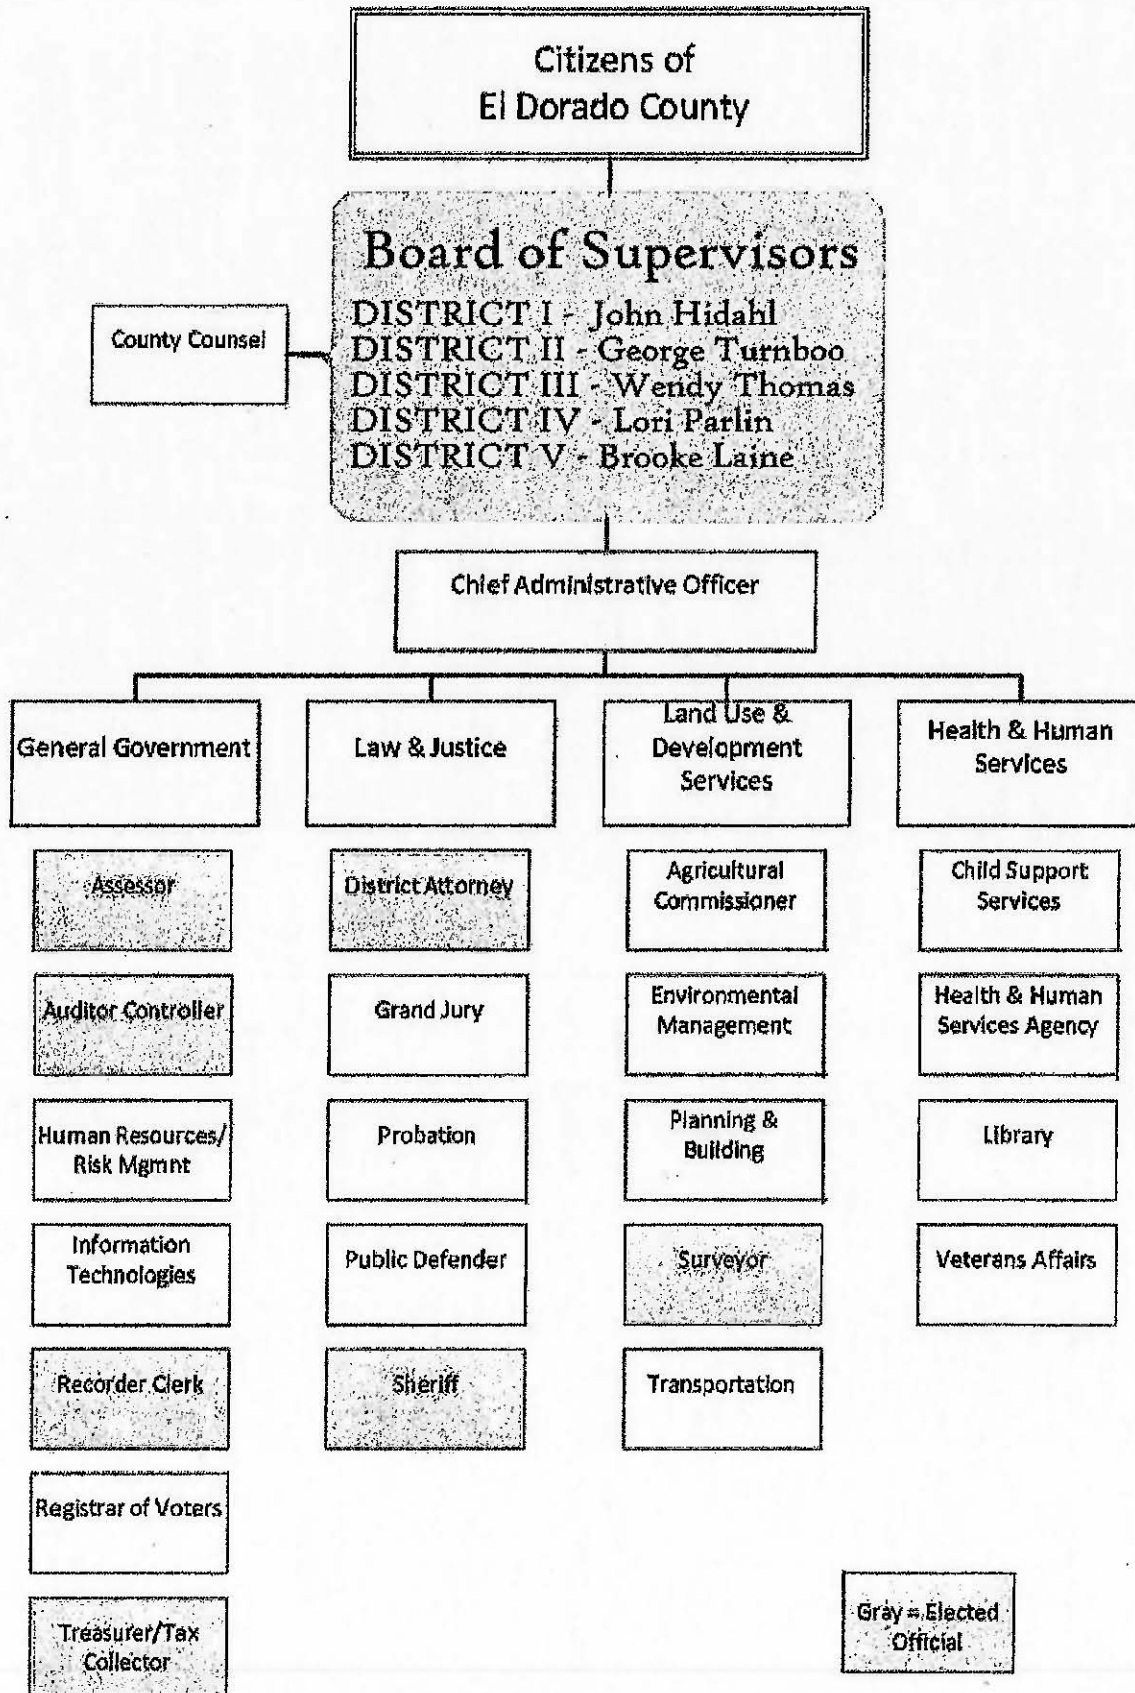 Citizens of
El Dorado County
Board of Supervisors
DISTRICT I - John Hidahl
DISTRICT II - George Turnboo
DISTRICT III - Wendy Thomas
DISTRICT IV - Lori Parlin
DISTRICT V - Brooke Laine
County Counsel
Chief Administrative Officer
General Government
Law & Justice
Land Use &
Development
Services
Health & Human
Services
Assessor
Auditor Controller
Human Resources/
Risk Mgmnt
Information
Technologies
Recorder Clerk
Registrar of Voters
Treasurer/Tax
Collector
District Attorney
Grand Jury
Probation
Public Defender
Sheriff
Agricultural
Commissioner
Environmental
Management
Planning &
Building
Surveyor
Transportation
Child Support
Services
Health & Human
Services Agency
Library
Veterans Affairs
Gray = Elected
Official